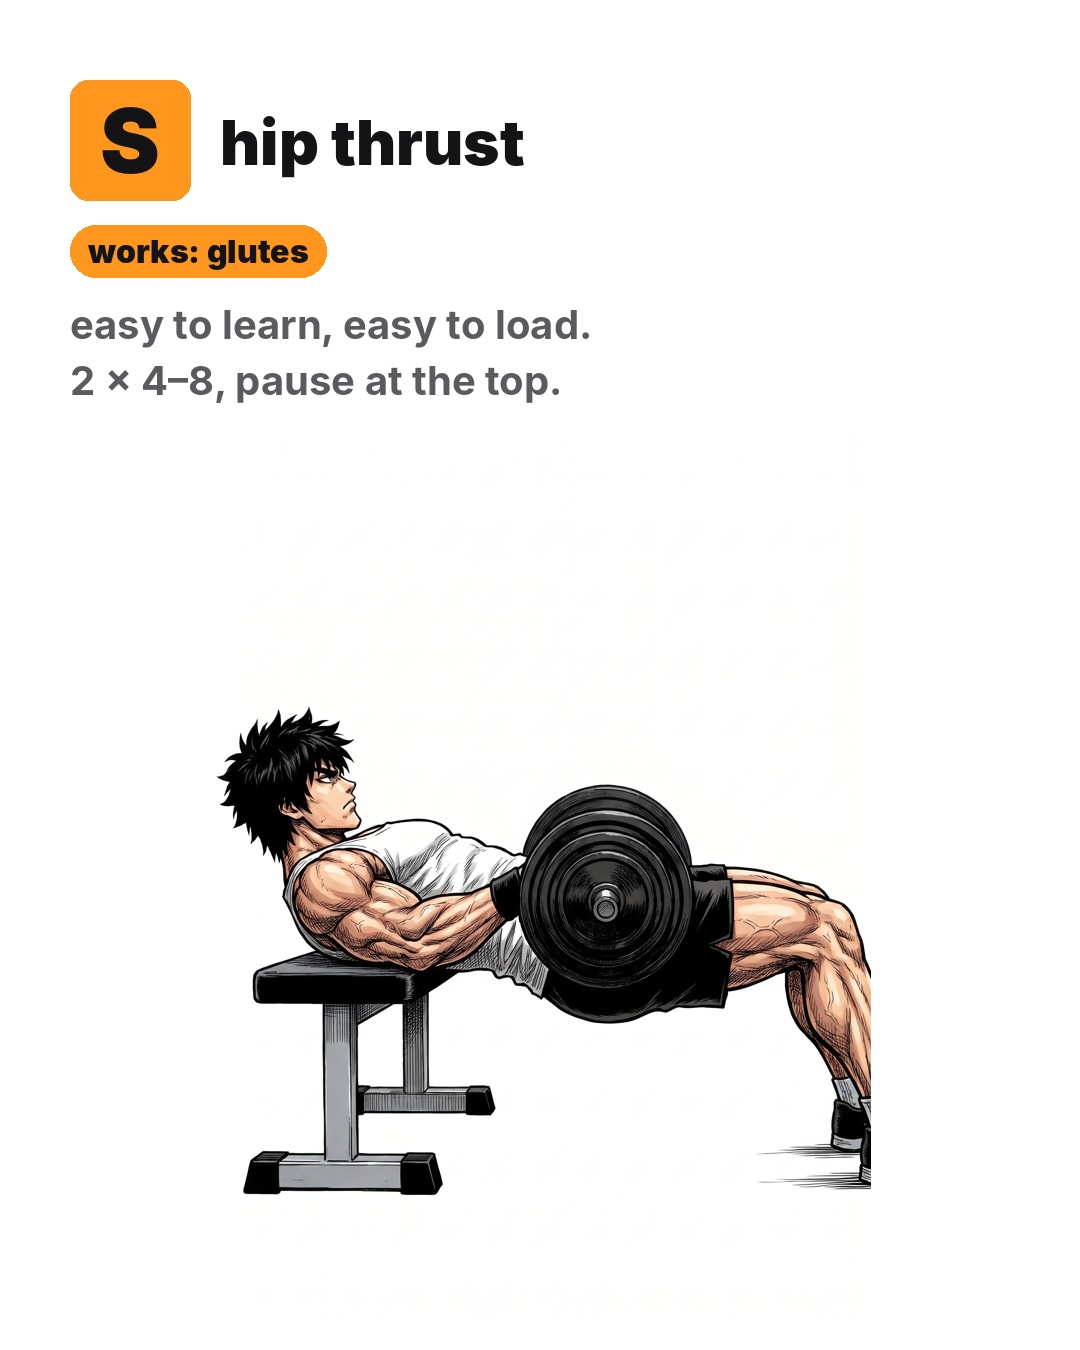 S hip thrust
works: glutes
easy to learn, easy to load.
2 × 4–8, pause at the top.